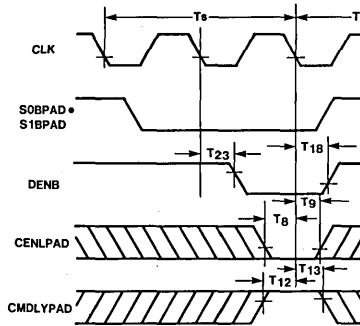 Ts
T
CLK
S0BPAD •
S1BPAD
T23
T18
DENB
T9
T8
CENLPAD
T13
T12
CMDLYPAD